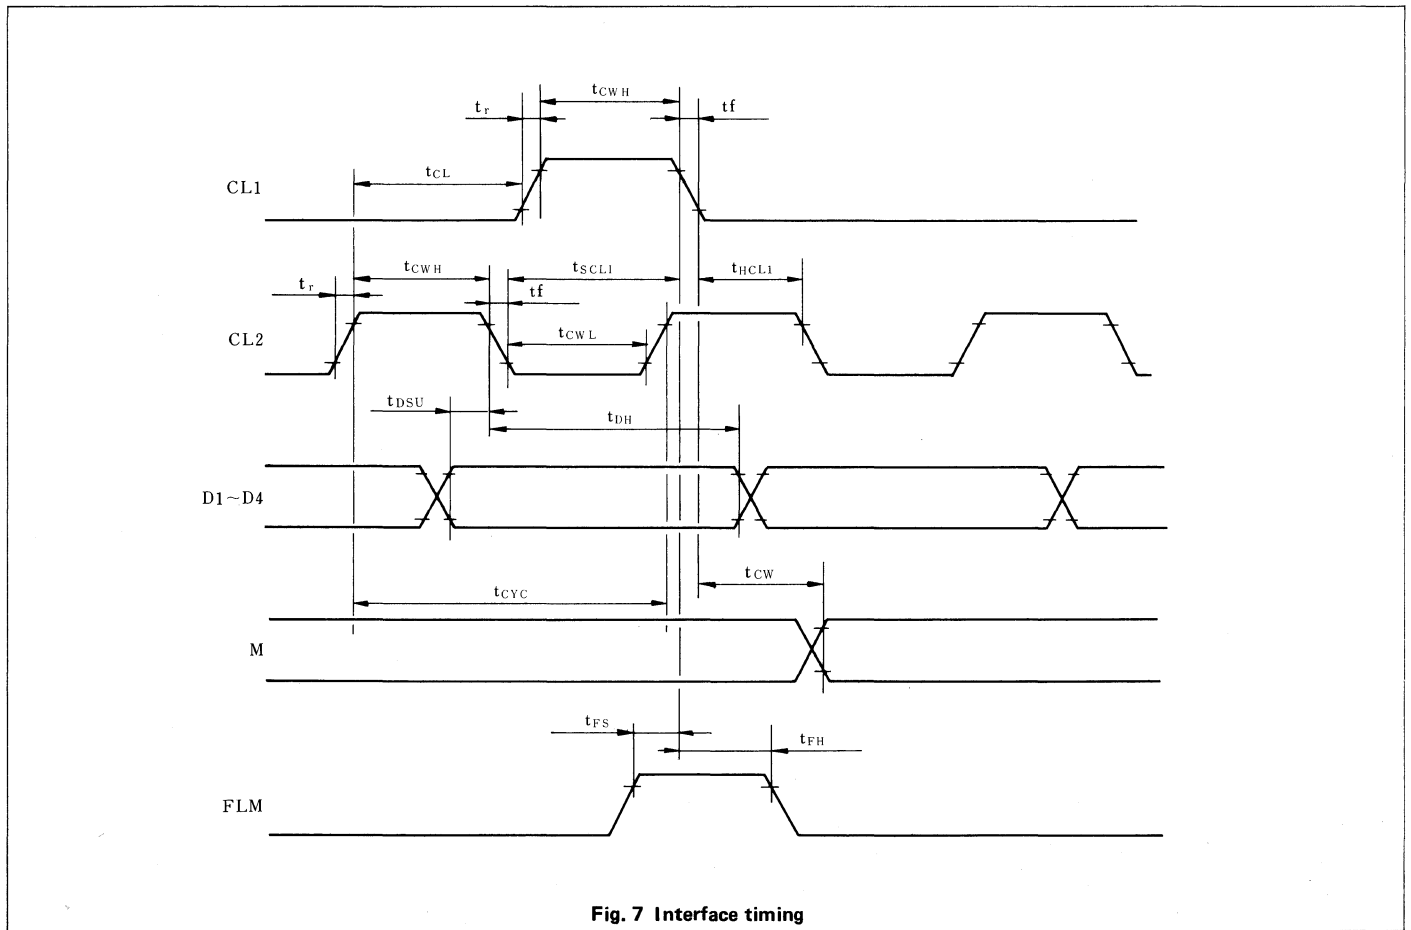 tCWH
tr
tf
tCL
CL1
tCWH
tSCL1
tHCL1
tr
tf
CL2
tCWL
tDSU
tDH
D1~D4
tCW
tCYC
M
tFS
tFH
FLM
Fig. 7 Interface timing